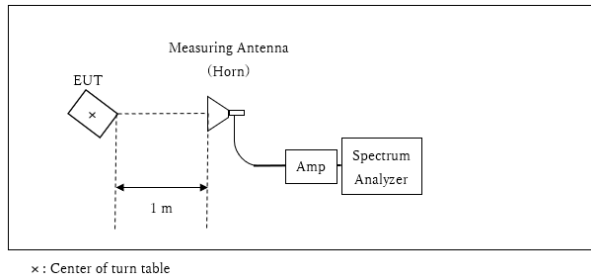 Measuring Antenna
(Horn)
EUT
×
Amp
Spectrum
Analyzer
1 m
× : Center of turn table